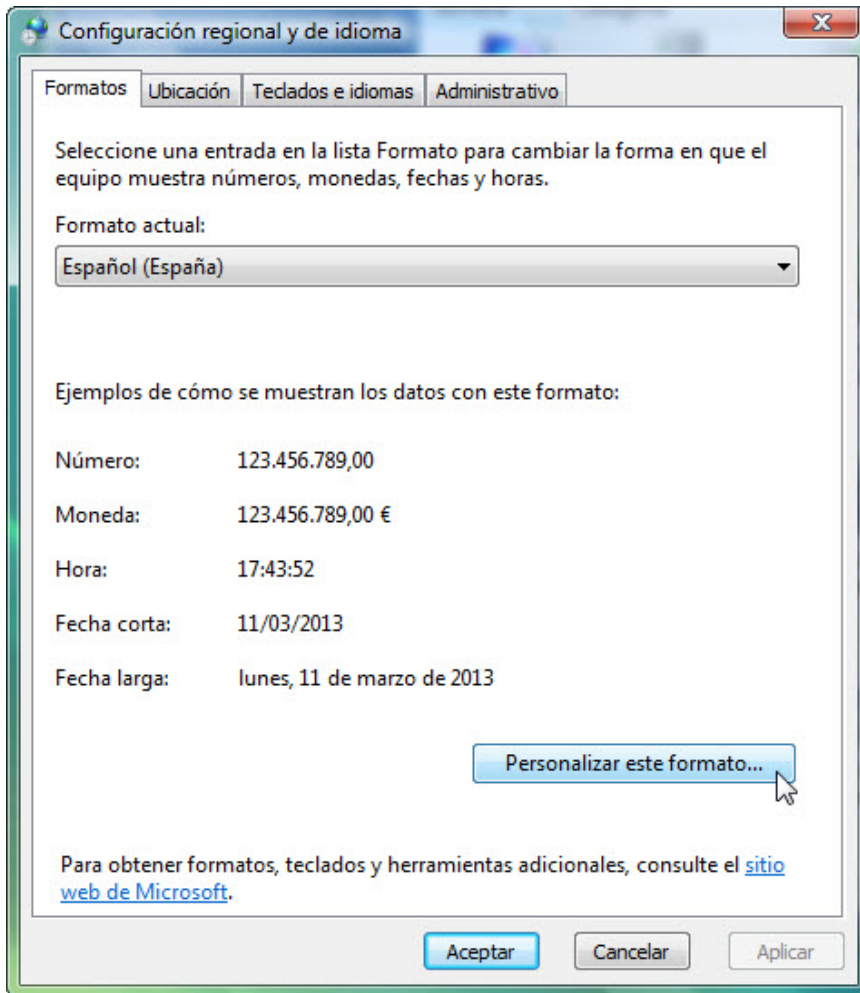 Configuración regional y de idioma
Formatos
Ubicación
Teclados e idiomas
Administrativo
Seleccione una entrada en la lista Formato para cambiar la forma en que el
equipo muestra números, monedas, fechas y horas.
Formato actual:
Español (España)
Ejemplos de cómo se muestran los datos con este formato:
Número: 123.456.789,00
Moneda: 123.456.789,00 €
Hora: 17:43:52
Fecha corta: 11/03/2013
Fecha larga: lunes, 11 de marzo de 2013
Personalizar este formato...
Para obtener formatos, teclados y herramientas adicionales, consulte el sitio
web de Microsoft.
Aceptar
Cancelar
Aplicar